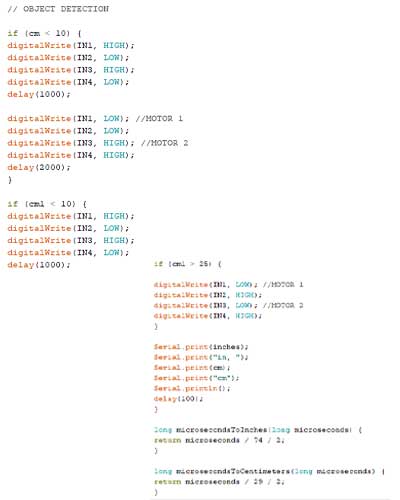 // OBJECT DETECTION
if (cm < 10) {
digitalWrite(IN1, HIGH);
digitalWrite(IN2, LOW);
digitalWrite(IN3, HIGH);
digitalWrite(IN4, LOW);
delay(1000);
digitalWrite(IN1, LOW); //MOTOR 1
digitalWrite(IN2, LOW);
digitalWrite(IN3, HIGH); //MOTOR 2
digitalWrite(IN4, HIGH);
delay(2000);
}
if (cm1 < 10) {
digitalWrite(IN1, HIGH);
digitalWrite(IN2, LOW);
digitalWrite(IN3, HIGH);
digitalWrite(IN4, LOW);
delay(1000);
if (cm1 > 25) {
digitalWrite(IN1, LOW); //MOTOR 1
digitalWrite(IN2, HIGH);
digitalWrite(IN3, LOW); //MOTOR 2
digitalWrite(IN4, HIGH);
}
Serial.print(inches);
Serial.print("in, ");
Serial.print(cm);
Serial.print("cm");
Serial.println();
delay(100);
}
long microsecondsToInches(long microseconds) {
return microseconds / 74 / 2;
}
long microsecondsToCentimeters(long microseconds) {
return microseconds / 29 / 2;
}